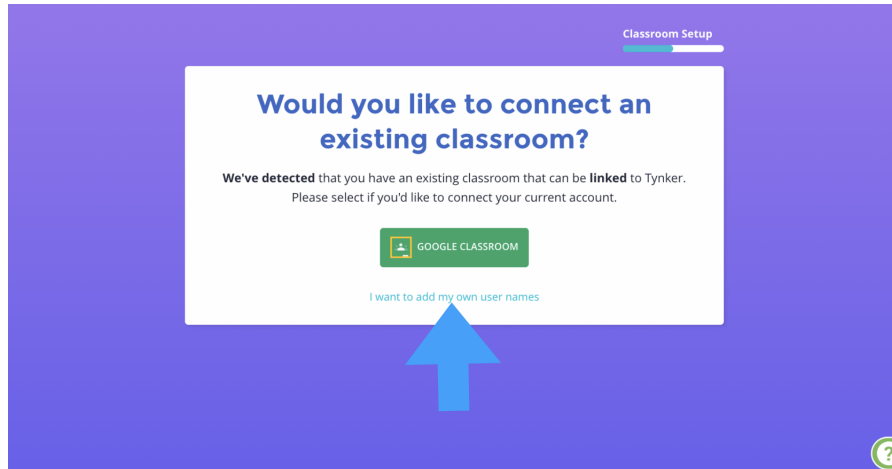 Classroom Setup
Would you like to connect an
existing classroom?
We've detected that you have an existing classroom that can be linked to Tynker.
Please select if you'd like to connect your current account.
GOOGLE CLASSROOM
I want to add my own user names
?